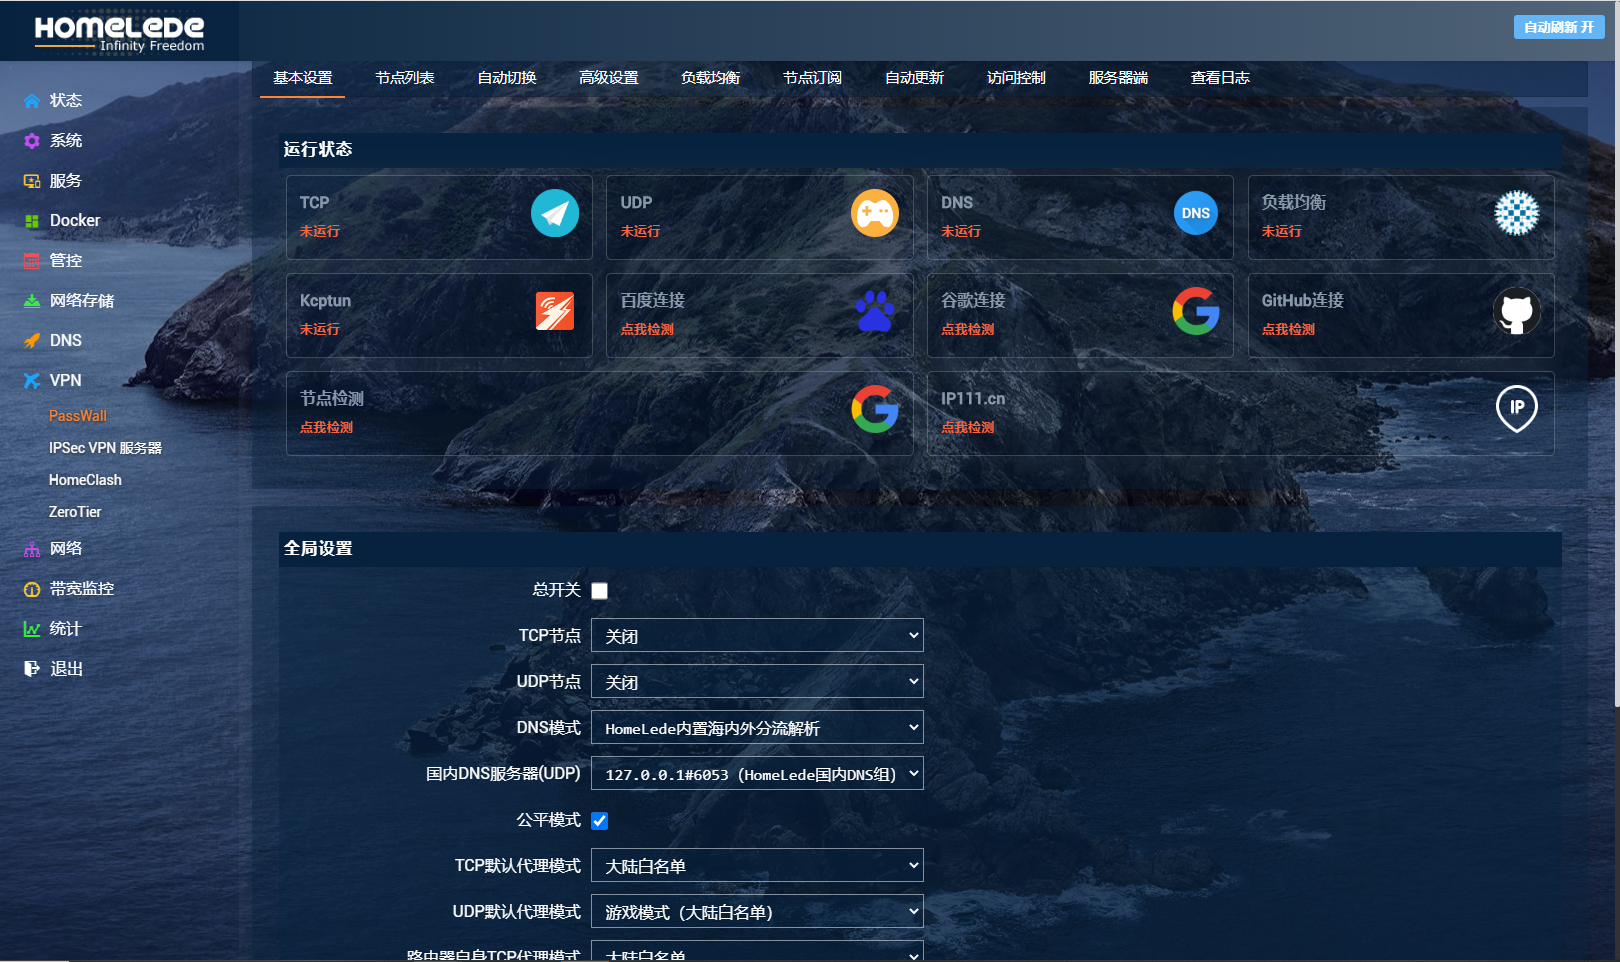 HomeLede
Infinity Freedom
自动刷新 开
状态
系统
服务
Docker
管控
网络存储
DNS
VPN
PassWall
IPSec VPN 服务器
HomeClash
ZeroTier
网络
带宽监控
统计
退出
基本设置 节点列表 自动切换 高级设置 负载均衡 节点订阅 自动更新 访问控制 服务器端 查看日志
运行状态
TCP
未运行
UDP
未运行
DNS
未运行
DNS
负载均衡
未运行
Kcptun
未运行
百度连接
点我检测
谷歌连接
点我检测
GitHub连接
点我检测
节点检测
点我检测
IP111.cn
点我检测
IP
全局设置
总开关
TCP节点 关闭
UDP节点 关闭
DNS模式 HomeLede内置海内外分流解析
国内DNS服务器(UDP) 127.0.0.1#6053 (HomeLede国内DNS组)
公平模式
TCP默认代理模式 大陆白名单
UDP默认代理模式 游戏模式（大陆白名单）
路由器自身TCP代理模式 大陆白名单